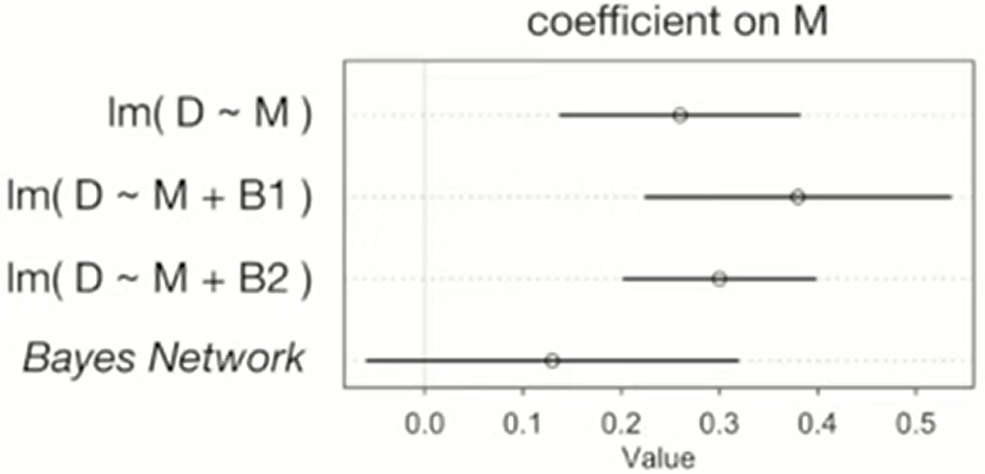 coefficient on M
lm( D ~ M )
lm( D ~ M + B1 )
lm( D ~ M + B2 )
Bayes Network
0.0 0.1 0.2 0.3 0.4 0.5
Value